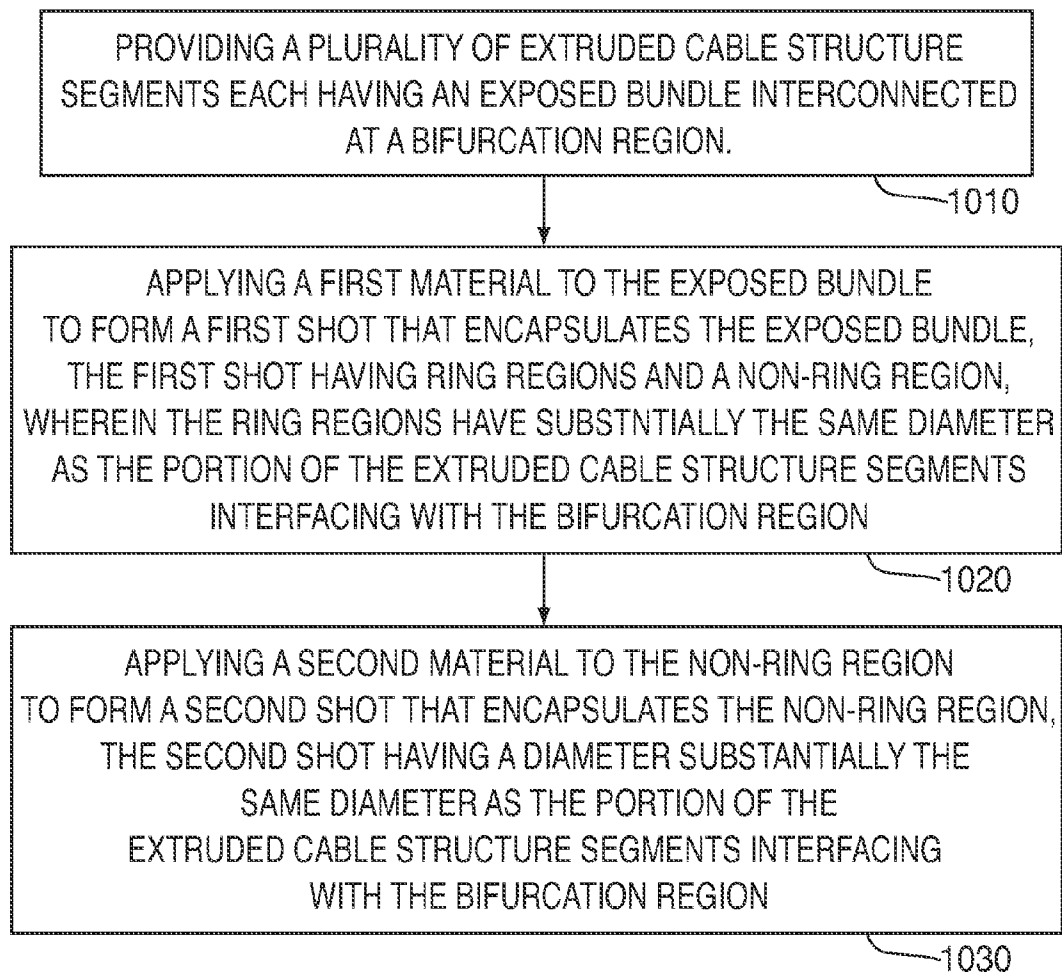 PROVIDING A PLURALITY OF EXTRUDED CABLE STRUCTURE
SEGMENTS EACH HAVING AN EXPOSED BUNDLE INTERCONNECTED
AT A BIFURCATION REGION.
1010
APPLYING A FIRST MATERIAL TO THE EXPOSED BUNDLE
TO FORM A FIRST SHOT THAT ENCAPSULATES THE EXPOSED BUNDLE,
THE FIRST SHOT HAVING RING REGIONS AND A NON-RING REGION,
WHEREIN THE RING REGIONS HAVE SUBSTNTIALLY THE SAME DIAMETER
AS THE PORTION OF THE EXTRUDED CABLE STRUCTURE SEGMENTS
INTERFACING WITH THE BIFURCATION REGION
1020
APPLYING A SECOND MATERIAL TO THE NON-RING REGION
TO FORM A SECOND SHOT THAT ENCAPSULATES THE NON-RING REGION,
THE SECOND SHOT HAVING A DIAMETER SUBSTANTIALLY THE
SAME DIAMETER AS THE PORTION OF THE
EXTRUDED CABLE STRUCTURE SEGMENTS INTERFACING
WITH THE BIFURCATION REGION
1030